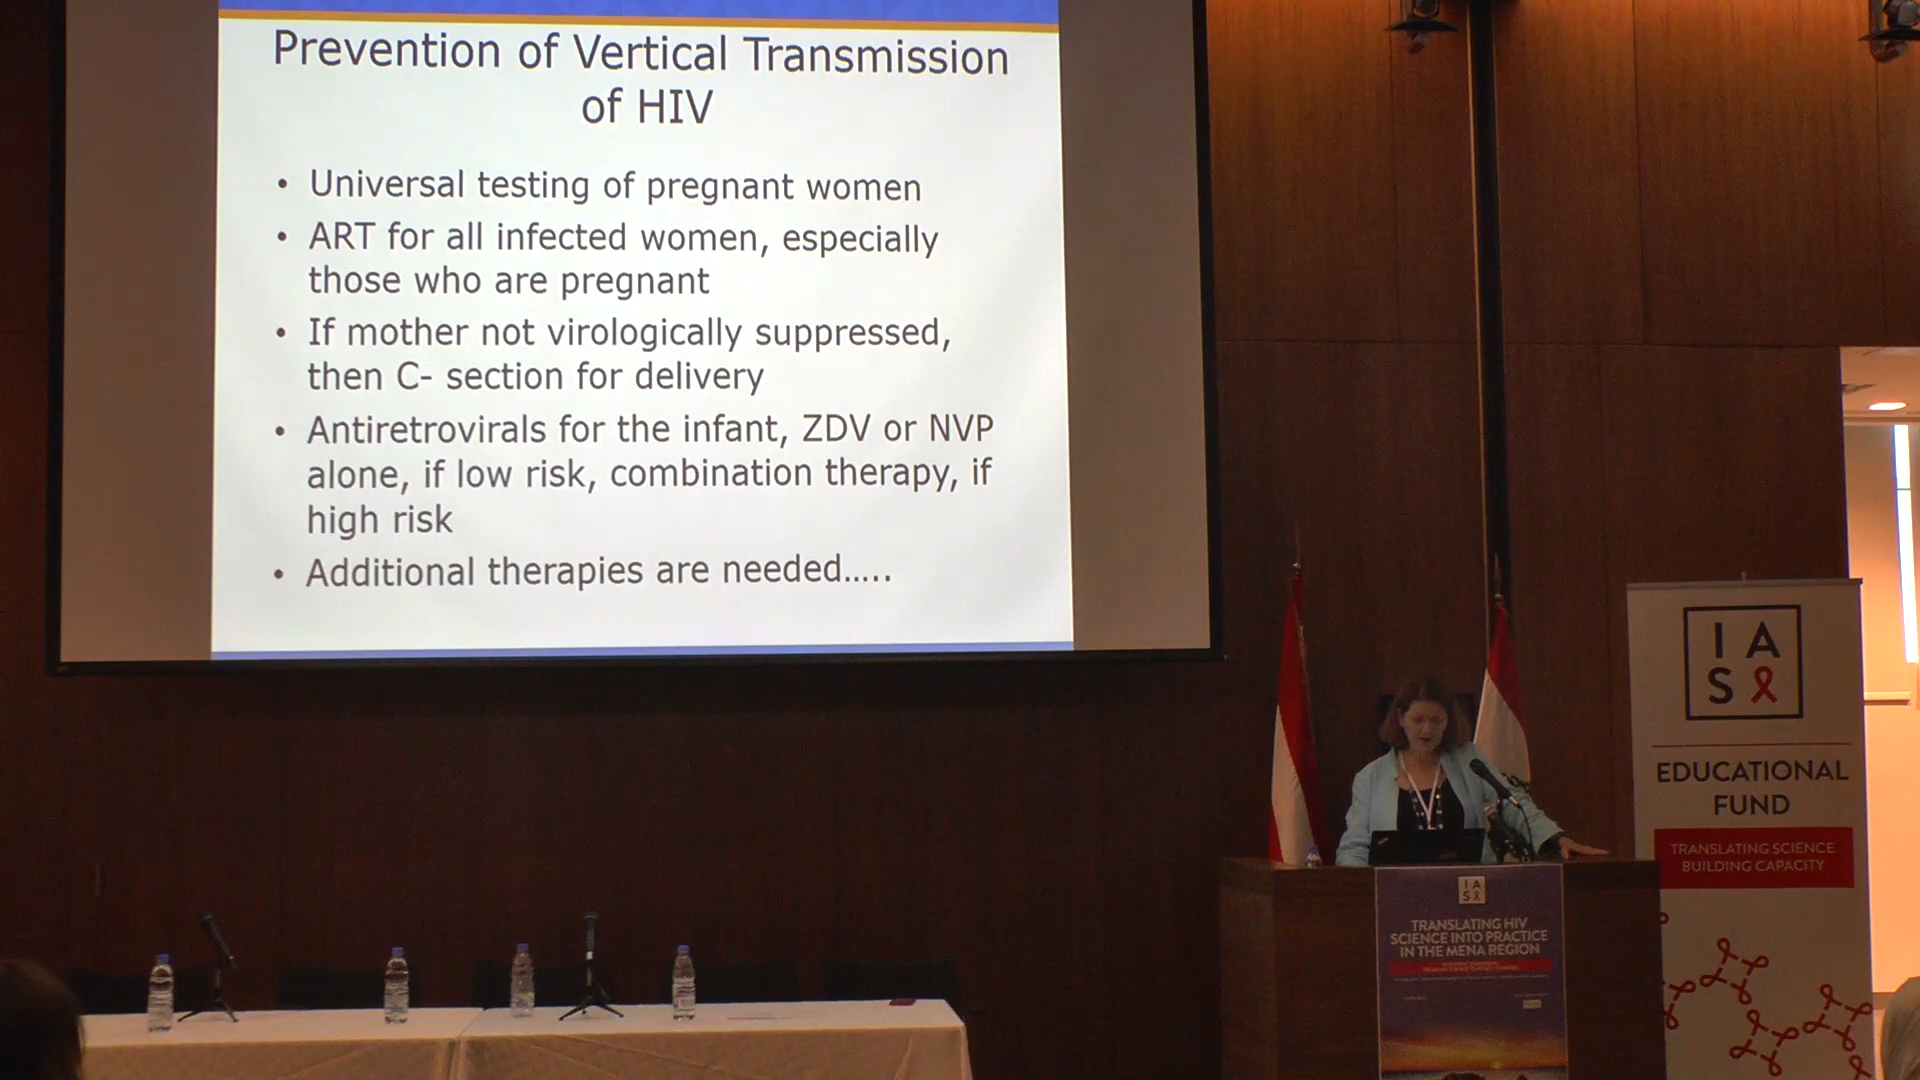 Prevention of Vertical Transmission
of HIV
• Universal testing of pregnant women
• ART for all infected women, especially
those who are pregnant
• If mother not virologically suppressed,
then C- section for delivery
• Antiretrovirals for the infant, ZDV or NVP
alone, if low risk, combination therapy, if
high risk
• Additional therapies are needed.....
I A
S
EDUCATIONAL
FUND
TRANSLATING SCIENCE
BUILDING CAPACITY
I A
S
TRANSLATING HIV
SCIENCE INTO PRACTICE
IN THE MENA REGION